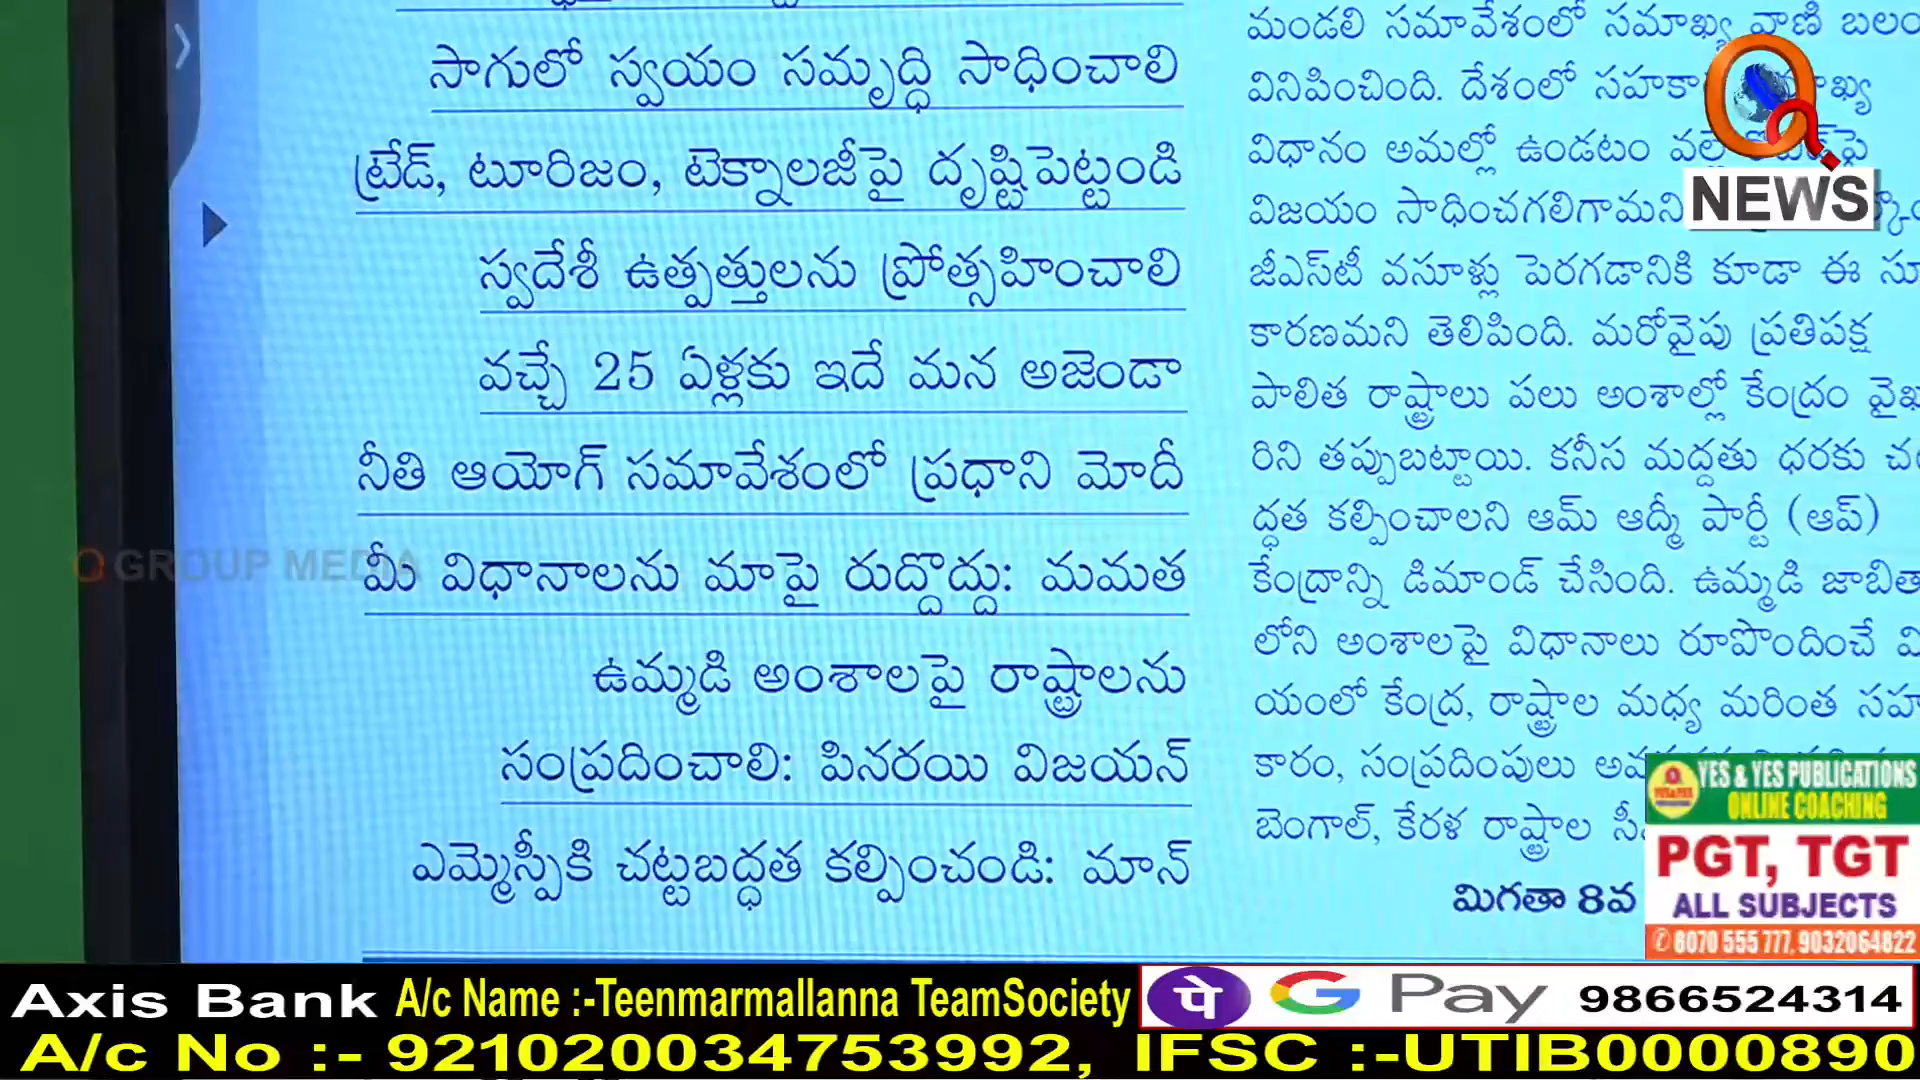 సాగులో స్వయం సమృద్ధి సాధించాలి
ట్రేడ్, టూరిజం, టెక్నాలజీపై దృష్టిపెట్టండి
స్వదేశీ ఉత్పత్తులను ప్రోత్సహించాలి
వచ్చే 25 ఏళ్లకు ఇదే మన అజెండా
నీతి ఆయోగ్ సమావేశంలో ప్రధాని మోదీ
మీ విధానాలను మాపై రుద్దొద్దు: మమత
ఉమ్మడి అంశాలపై రాష్ట్రాలను
సంప్రదించాలి: పినరయి విజయన్
ఎమ్మెస్పీకి చట్టబద్ధత కల్పించండి: మాన్
మండలి సమావేశంలో సమాఖ్య వాణి
వినిపించింది. దేశంలో
విధానం అమల్లో ఉండటం
విజయం సాధించగలిగామని
జీఎస్‌టీ వసూళ్లు పెరగడానికి కూడా ఈ
కారణమని తెలిపింది. మరోవైపు ప్రతిపక్ష
పాలిత రాష్ట్రాలు పలు అంశాల్లో కేంద్రం
రిని తప్పుబట్టాయి. కనీస మద్దతు ధరకు
ద్ధత కల్పించాలని ఆమ్ ఆద్మీ పార్టీ (ఆప్)
కేంద్రాన్ని డిమాండ్ చేసింది. ఉమ్మడి జాబితా
లోని అంశాలపై విధానాలు రూపొందించే
యంలో కేంద్ర, రాష్ట్రాల మధ్య మరింత
కారం, సంప్రదింపులు
బెంగాల్, కేరళ రాష్ట్రాల
మిగతా 8వ
Q
NEWS
Q GROUP MEDIA
YES & YES PUBLICATIONS
ONLINE COACHING
PGT, TGT
ALL SUBJECTS
8070 555 777, 9032064822
Axis Bank A/c Name :-Teenmarmallanna TeamSociety
पे G Pay 9866524314
A/c No :- 921020034753992, IFSC :-UTIB0000890